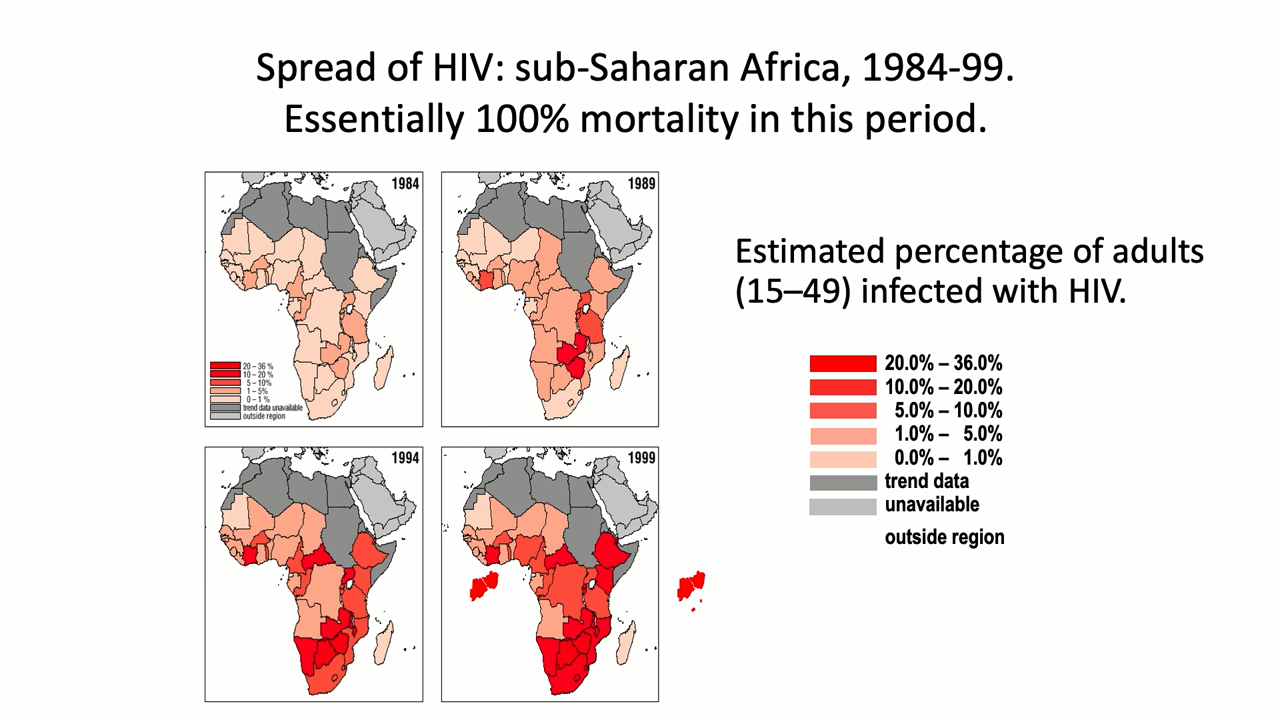 Spread of HIV: sub-Saharan Africa, 1984-99.
Essentially 100% mortality in this period.
1984
20 – 36 %
10 – 20 %
5 – 10%
1 – 5%
0 – 1 %
trend data unavailable
outside region
1989
1994
1999
Estimated percentage of adults
(15–49) infected with HIV.
20.0% – 36.0%
10.0% – 20.0%
5.0% – 10.0%
1.0% – 5.0%
0.0% – 1.0%
trend data
unavailable
outside region